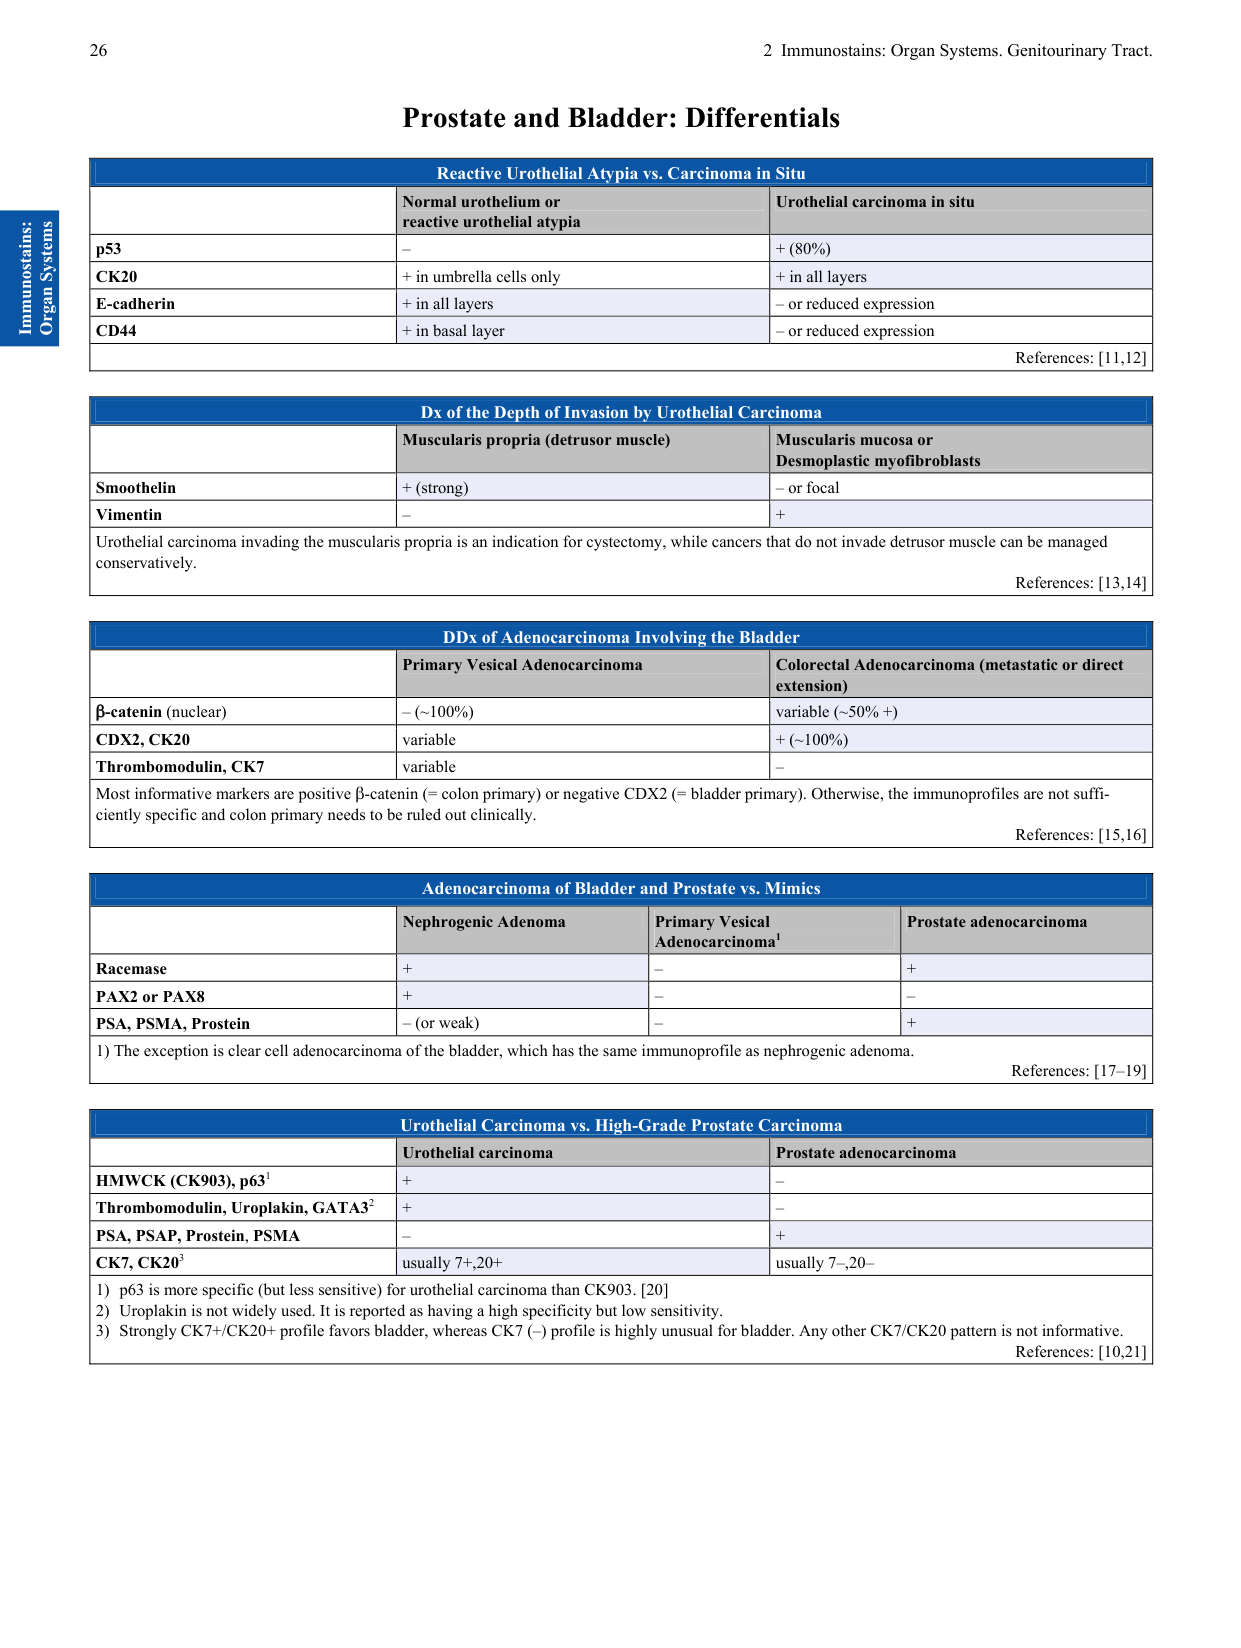 26
2 Immunostains: Organ Systems. Genitourinary Tract.
Immunostains:
Organ Systems
Prostate and Bladder: Differentials
Reactive Urothelial Atypia vs. Carcinoma in Situ
Normal urothelium or
reactive urothelial atypia
Urothelial carcinoma in situ
p53 – + (80%)
CK20 + in umbrella cells only + in all layers
E-cadherin + in all layers – or reduced expression
CD44 + in basal layer – or reduced expression
References: [11,12]
Dx of the Depth of Invasion by Urothelial Carcinoma
Muscularis propria (detrusor muscle)
Muscularis mucosa or
Desmoplastic myofibroblasts
Smoothelin + (strong) – or focal
Vimentin – +
Urothelial carcinoma invading the muscularis propria is an indication for cystectomy, while cancers that do not invade detrusor muscle can be managed
conservatively.
References: [13,14]
DDx of Adenocarcinoma Involving the Bladder
Primary Vesical Adenocarcinoma
Colorectal Adenocarcinoma (metastatic or direct
extension)
β-catenin (nuclear) – (~100%) variable (~50% +)
CDX2, CK20 variable + (~100%)
Thrombomodulin, CK7 variable –
Most informative markers are positive β-catenin (= colon primary) or negative CDX2 (= bladder primary). Otherwise, the immunoprofiles are not suffi-
ciently specific and colon primary needs to be ruled out clinically.
References: [15,16]
Adenocarcinoma of Bladder and Prostate vs. Mimics
Nephrogenic Adenoma
Primary Vesical
Adenocarcinoma¹
Prostate adenocarcinoma
Racemase + – +
PAX2 or PAX8 + – –
PSA, PSMA, Prostein – (or weak) – +
1) The exception is clear cell adenocarcinoma of the bladder, which has the same immunoprofile as nephrogenic adenoma.
References: [17–19]
Urothelial Carcinoma vs. High-Grade Prostate Carcinoma
Urothelial carcinoma Prostate adenocarcinoma
HMWCK (CK903), p63¹ + –
Thrombomodulin, Uroplakin, GATA3² + –
PSA, PSAP, Prostein, PSMA – +
CK7, CK20³ usually 7+,20+ usually 7–,20–
1) p63 is more specific (but less sensitive) for urothelial carcinoma than CK903. [20]
2) Uroplakin is not widely used. It is reported as having a high specificity but low sensitivity.
3) Strongly CK7+/CK20+ profile favors bladder, whereas CK7 (–) profile is highly unusual for bladder. Any other CK7/CK20 pattern is not informative.
References: [10,21]